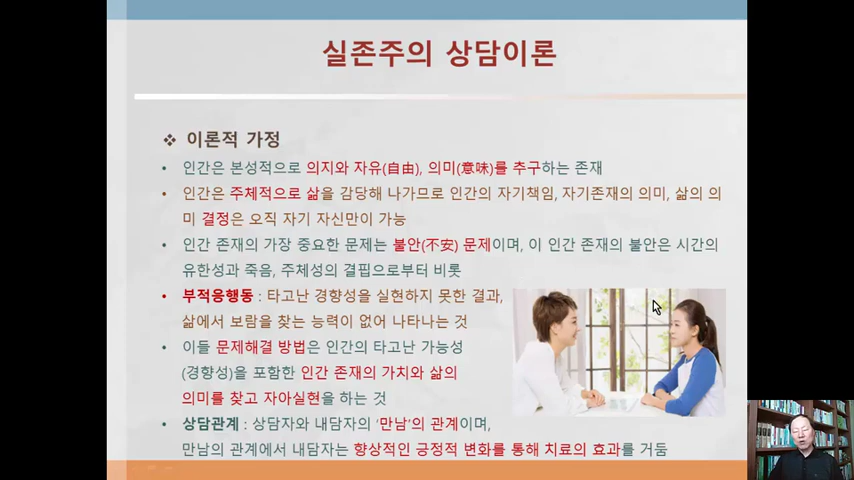 실존주의 상담이론
❖ 이론적 가정
• 인간은 본성적으로 의지와 자유(自由), 의미(意味)를 추구하는 존재
• 인간은 주체적으로 삶을 감당해 나가므로 인간의 자기책임, 자기존재의 의미, 삶의 의
미 결정은 오직 자기 자신만이 가능
• 인간 존재의 가장 중요한 문제는 불안(不安) 문제이며, 이 인간 존재의 불안은 시간의
유한성과 죽음, 주체성의 결핍으로부터 비롯
• 부적응행동 : 타고난 경향성을 실현하지 못한 결과,
삶에서 보람을 찾는 능력이 없어 나타나는 것
• 이들 문제해결 방법은 인간의 타고난 가능성
(경향성)을 포함한 인간 존재의 가치와 삶의
의미를 찾고 자아실현을 하는 것
• 상담관계 : 상담자와 내담자의 '만남'의 관계이며,
만남의 관계에서 내담자는 향상적인 긍정적 변화를 통해 치료의 효과를 거둠